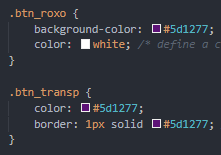 .btn_roxo {
background-color: #5d1277;
color: white; /* define a c
}
.btn_transp {
color: #5d1277;
border: 1px solid #5d1277;
}